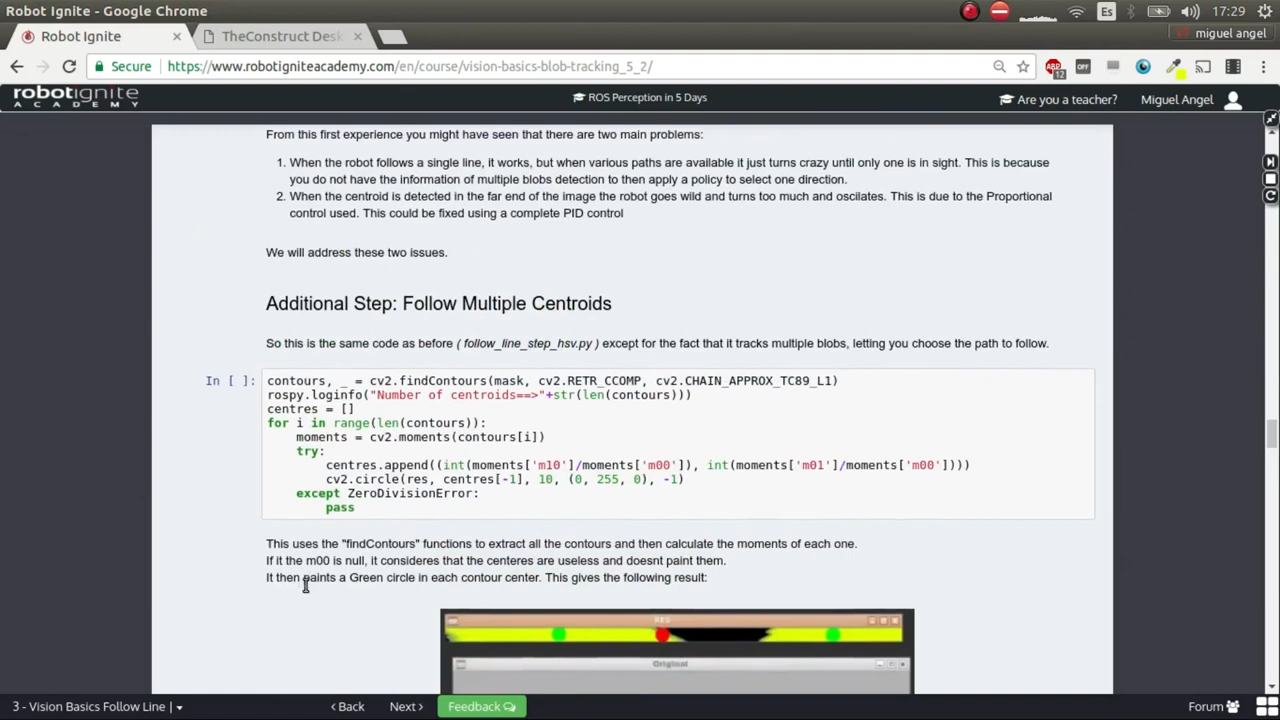 Robot Ignite - Google Chrome
Es
17:29
Robot Ignite
TheConstruct Desk
miguel angel
Secure
https://www.robotigniteacademy.com/en/course/vision-basics-blob-tracking_5_2/
ABP
12
OFF
robotignite
ACADEMY
ROS Perception in 5 Days
Are you a teacher?
Miguel Angel
From this first experience you might have seen that there are two main problems:
1. When the robot follows a single line, it works, but when various paths are available it just turns crazy until only one is in sight. This is because
you do not have the information of multiple blobs detection to then apply a policy to select one direction.
2. When the centroid is detected in the far end of the image the robot goes wild and turns too much and oscilates. This is due to the Proportional
control used. This could be fixed using a complete PID control
We will address these two issues.
Additional Step: Follow Multiple Centroids
So this is the same code as before ( follow_line_step_hsv.py ) except for the fact that it tracks multiple blobs, letting you choose the path to follow.
In [ ]:
contours, _ = cv2.findContours(mask, cv2.RETR_CCOMP, cv2.CHAIN_APPROX_TC89_L1)
rospy.loginfo("Number of centroids==>"+str(len(contours)))
centres = []
for i in range(len(contours)):
    moments = cv2.moments(contours[i])
    try:
        centres.append((int(moments['m10']/moments['m00']), int(moments['m01']/moments['m00'])))
        cv2.circle(res, centres[-1], 10, (0, 255, 0), -1)
    except ZeroDivisionError:
        pass
This uses the "findContours" functions to extract all the contours and then calculate the moments of each one.
If it the m00 is null, it consideres that the centeres are useless and doesnt paint them.
It then paints a Green circle in each contour center. This gives the following result:
RES
Original
3 - Vision Basics Follow Line
Back
Next
Feedback
Forum